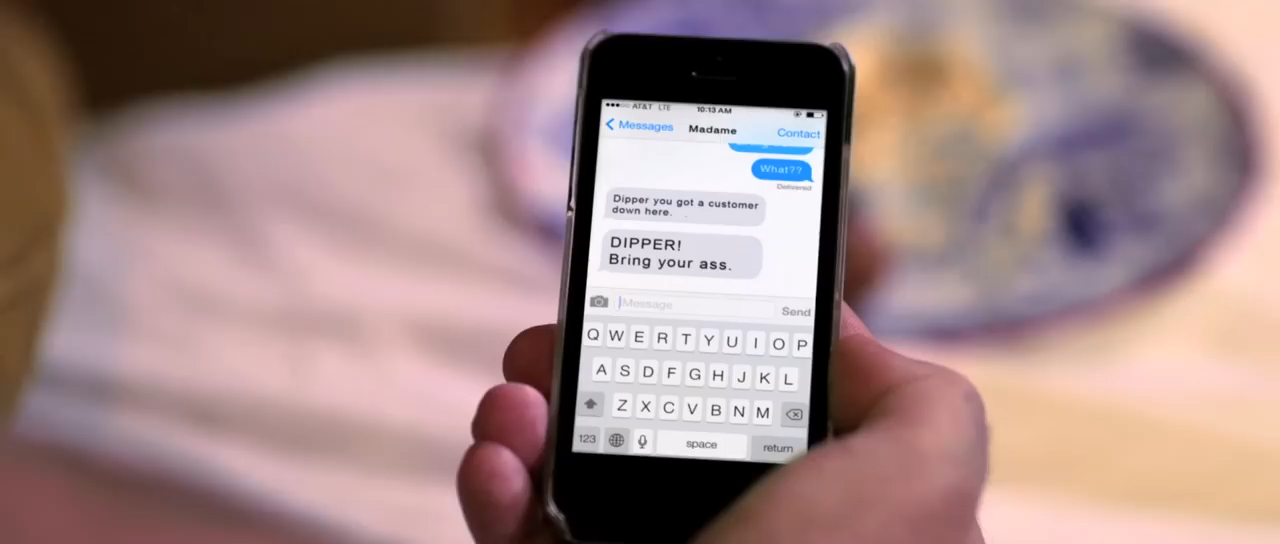 AT&T LTE 10:13 AM
Messages Madame Contact
What??
Delivered
Dipper you got a customer
down here.
DIPPER!
Bring your ass.
Message Send
Q W E R T Y U I O P
A S D F G H J K L
Z X C V B N M
123 space return